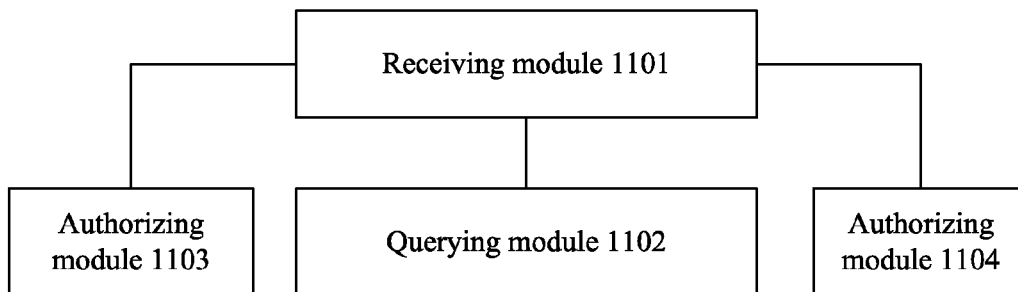 Receiving module 1101
Authorizing
module 1103
Querying module 1102
Authorizing
module 1104